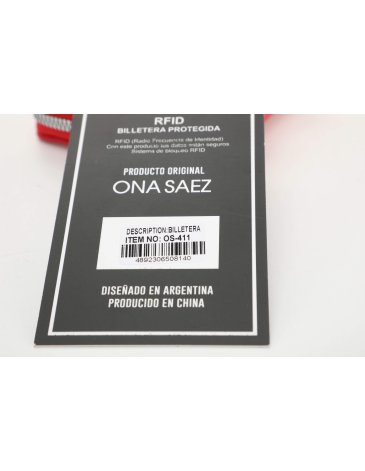 RFID
BILLETERA PROTEGIDA
RFID (Radio Frecuencia de Identidad)
Con este producto sus datos están seguros
Sistema de bloqueo RFID
PRODUCTO ORIGINAL
ONA SAEZ
DESCRIPTION:BILLETERA
ITEM NO: OS-411
4892306508140
DISEÑADO EN ARGENTINA
PRODUCIDO EN CHINA